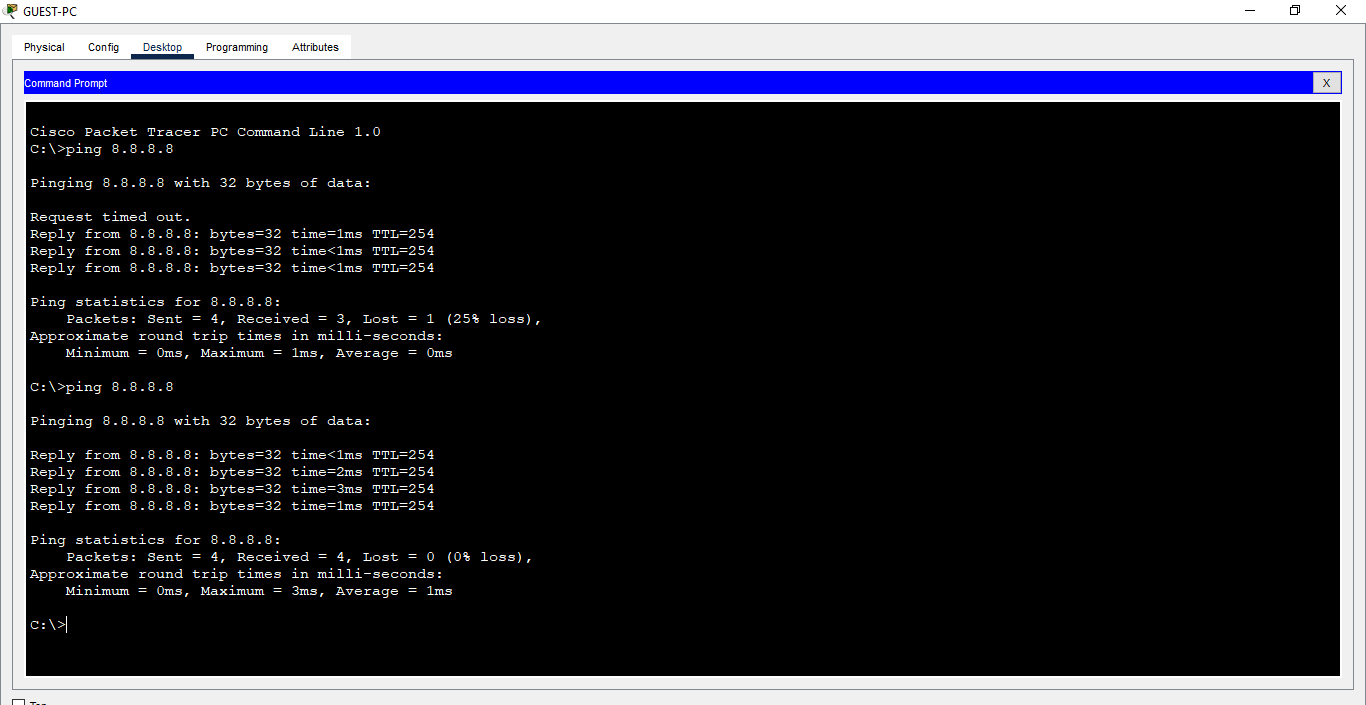 GUEST-PC
Physical Config Desktop Programming Attributes
Command Prompt X
Cisco Packet Tracer PC Command Line 1.0
C:\>ping 8.8.8.8
Pinging 8.8.8.8 with 32 bytes of data:
Request timed out.
Reply from 8.8.8.8: bytes=32 time=1ms TTL=254
Reply from 8.8.8.8: bytes=32 time<1ms TTL=254
Reply from 8.8.8.8: bytes=32 time<1ms TTL=254
Ping statistics for 8.8.8.8:
Packets: Sent = 4, Received = 3, Lost = 1 (25% loss),
Approximate round trip times in milli-seconds:
Minimum = 0ms, Maximum = 1ms, Average = 0ms
C:\>ping 8.8.8.8
Pinging 8.8.8.8 with 32 bytes of data:
Reply from 8.8.8.8: bytes=32 time<1ms TTL=254
Reply from 8.8.8.8: bytes=32 time=2ms TTL=254
Reply from 8.8.8.8: bytes=32 time=3ms TTL=254
Reply from 8.8.8.8: bytes=32 time=1ms TTL=254
Ping statistics for 8.8.8.8:
Packets: Sent = 4, Received = 4, Lost = 0 (0% loss),
Approximate round trip times in milli-seconds:
Minimum = 0ms, Maximum = 3ms, Average = 1ms
C:\>